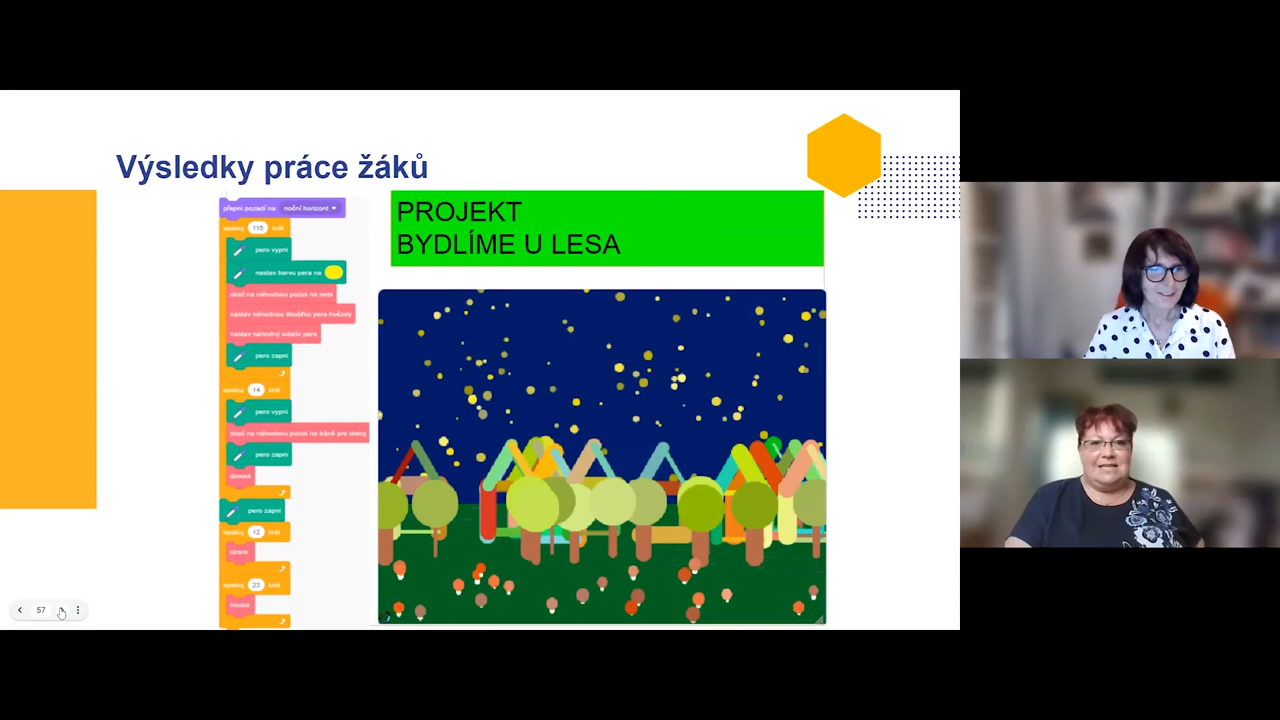 Výsledky práce žáků
PROJEKT
BYDLÍME U LESA
přepni pozadí na noční horizont
opakuj 115 krát
pero vypni
nastav barvu pera na
skoč na náhodnou pozici na nebi
nastav náhodnou tloušťku pera hvězdy
nastav náhodný odstín pera
pero zapni
opakuj 14 krát
pero vypni
skoč na náhodnou pozici na trávě pro domy
pero zapni
domek
pero zapni
opakuj 12 krát
strom
opakuj 23 krát
houba
57